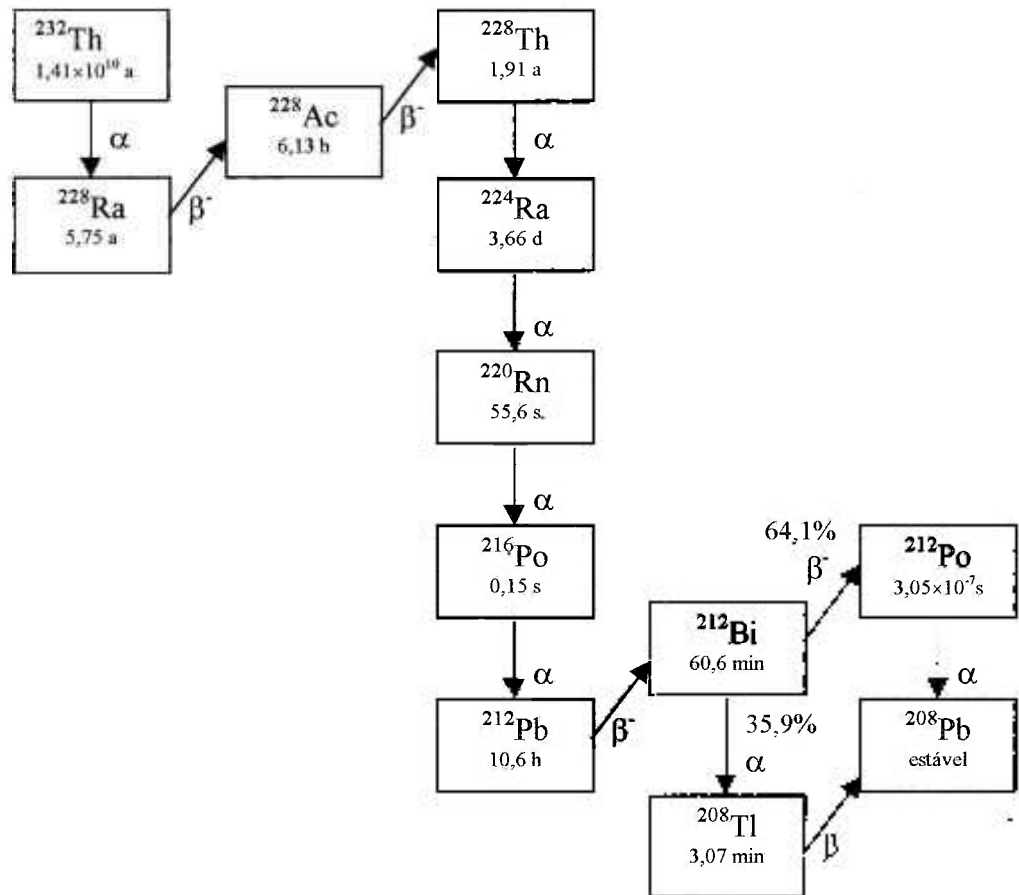 ²³²Th
1,41×10¹⁰ a
α
²²⁸Ra
5,75 a
β⁻
²²⁸Ac
6,13 h
β⁻
²²⁸Th
1,91 a
α
²²⁴Ra
3,66 d
α
²²⁰Rn
55,6 s
α
²¹⁶Po
0,15 s
α
²¹²Pb
10,6 h
β⁻
²¹²Bi
60,6 min
64,1%
β⁻
²¹²Po
3,05×10⁻⁷s
α
35,9%
α
²⁰⁸Tl
3,07 min
β
²⁰⁸Pb
estável